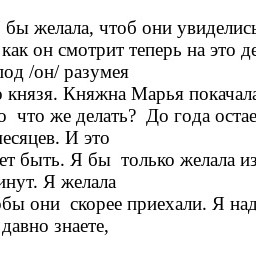 бы желала, чтоб они увиделись
как он смотрит теперь на это де
под /он/ разумея
князя. Княжна Марья покачала
что же делать? До года остае
месяцев. И это
ет быть. Я бы только желала из
инут. Я желала
бы они скорее приехали. Я над
давно знаете,